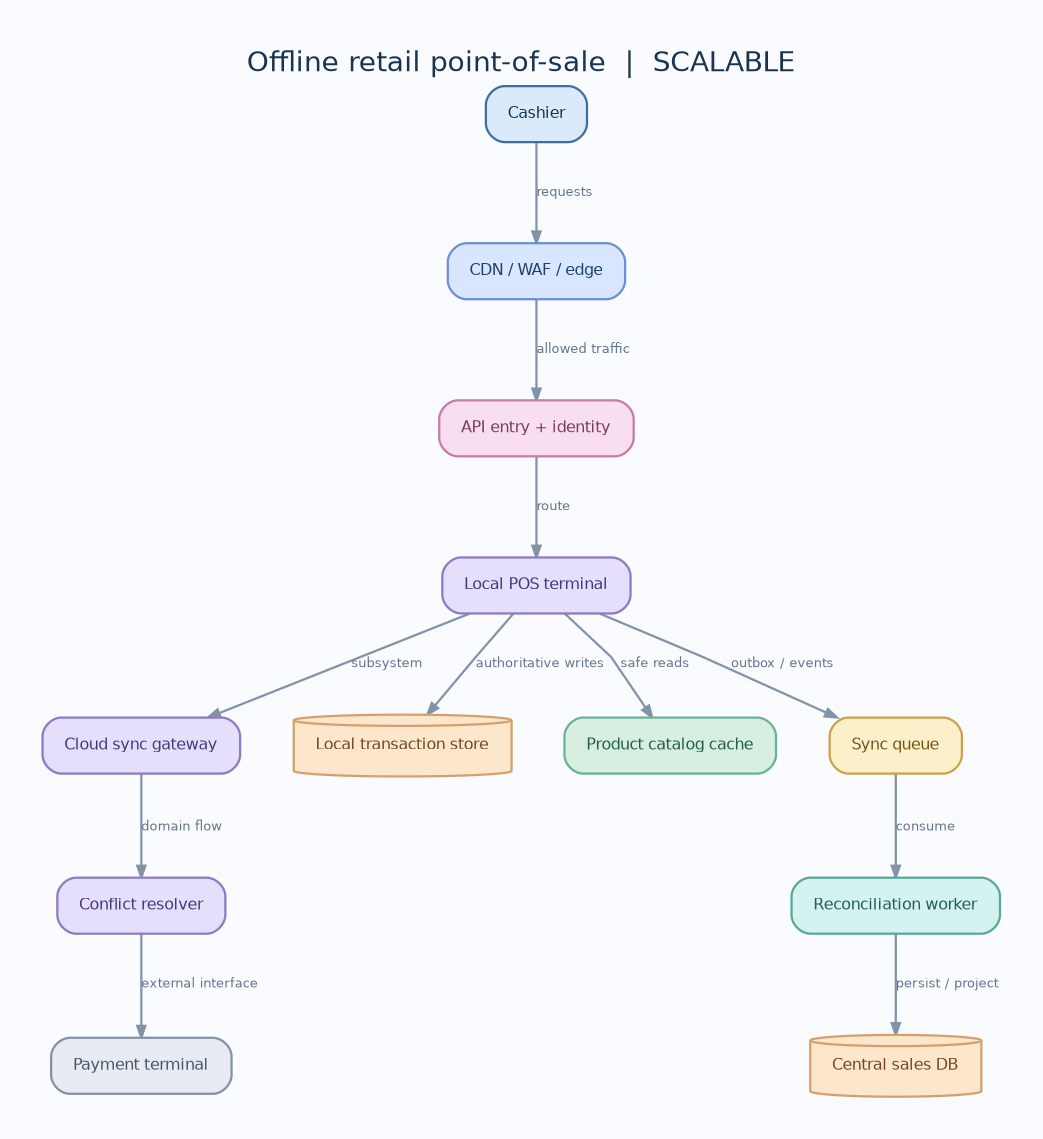 Offline retail point-of-sale | SCALABLE
Cashier
requests
CDN / WAF / edge
allowed traffic
API entry + identity
route
Local POS terminal
subsystem
authoritative writes
safe reads
outbox / events
Cloud sync gateway
Local transaction store
Product catalog cache
Sync queue
domain flow
consume
Conflict resolver
Reconciliation worker
external interface
persist / project
Payment terminal
Central sales DB